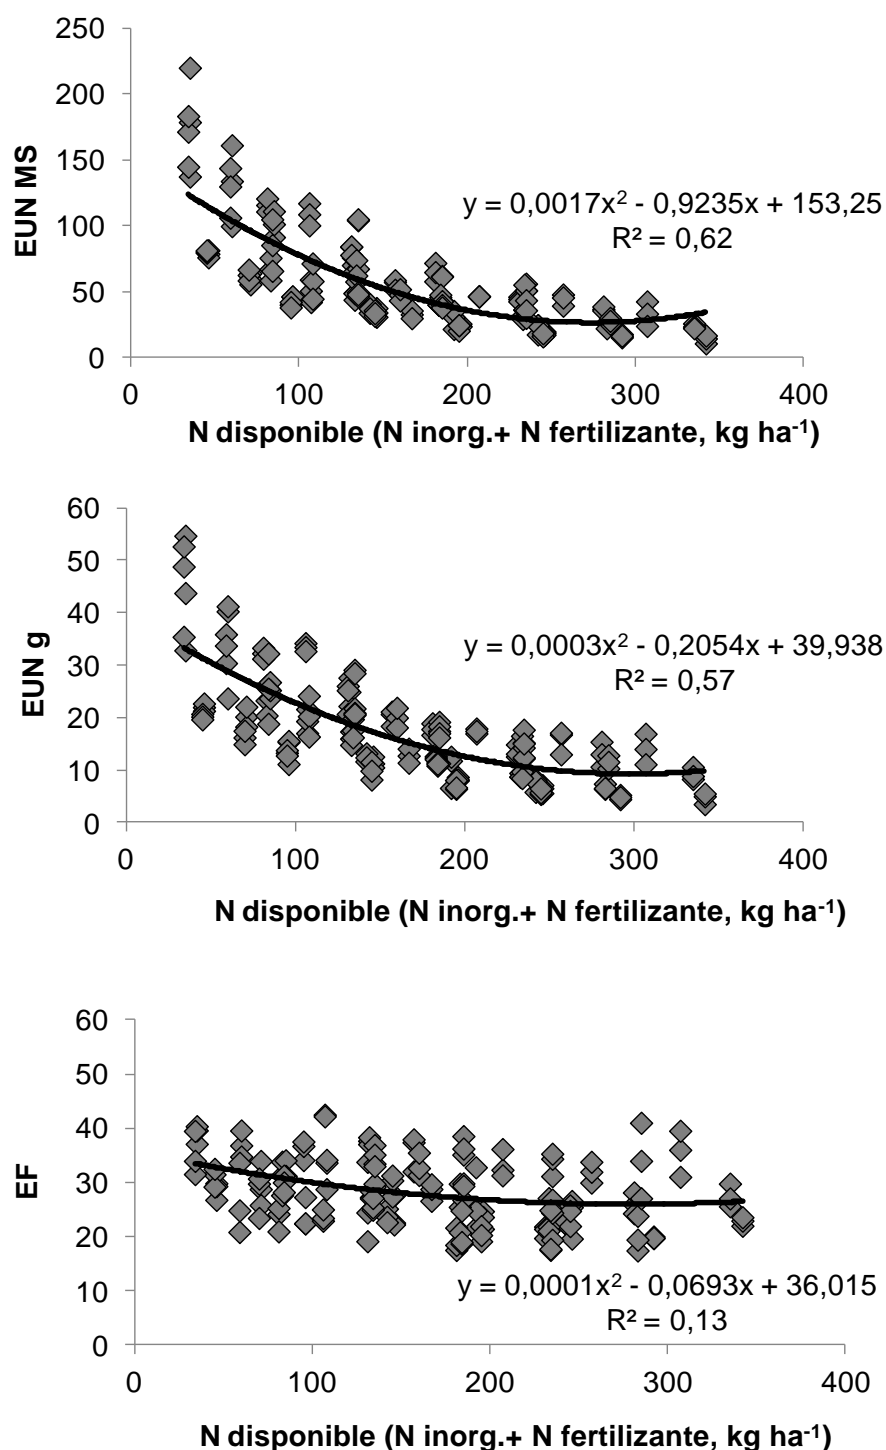 250
200
150
100
50
0
EUN MS
y = 0,0017x² - 0,9235x + 153,25
R² = 0,62
0 100 200 300 400
N disponible (N inorg.+ N fertilizante, kg ha⁻¹)
60
50
40
30
20
10
0
EUN g
y = 0,0003x² - 0,2054x + 39,938
R² = 0,57
0 100 200 300 400
N disponible (N inorg.+ N fertilizante, kg ha⁻¹)
60
50
40
30
20
10
0
EF
y = 0,0001x² - 0,0693x + 36,015
R² = 0,13
0 100 200 300 400
N disponible (N inorg.+ N fertilizante, kg ha⁻¹)